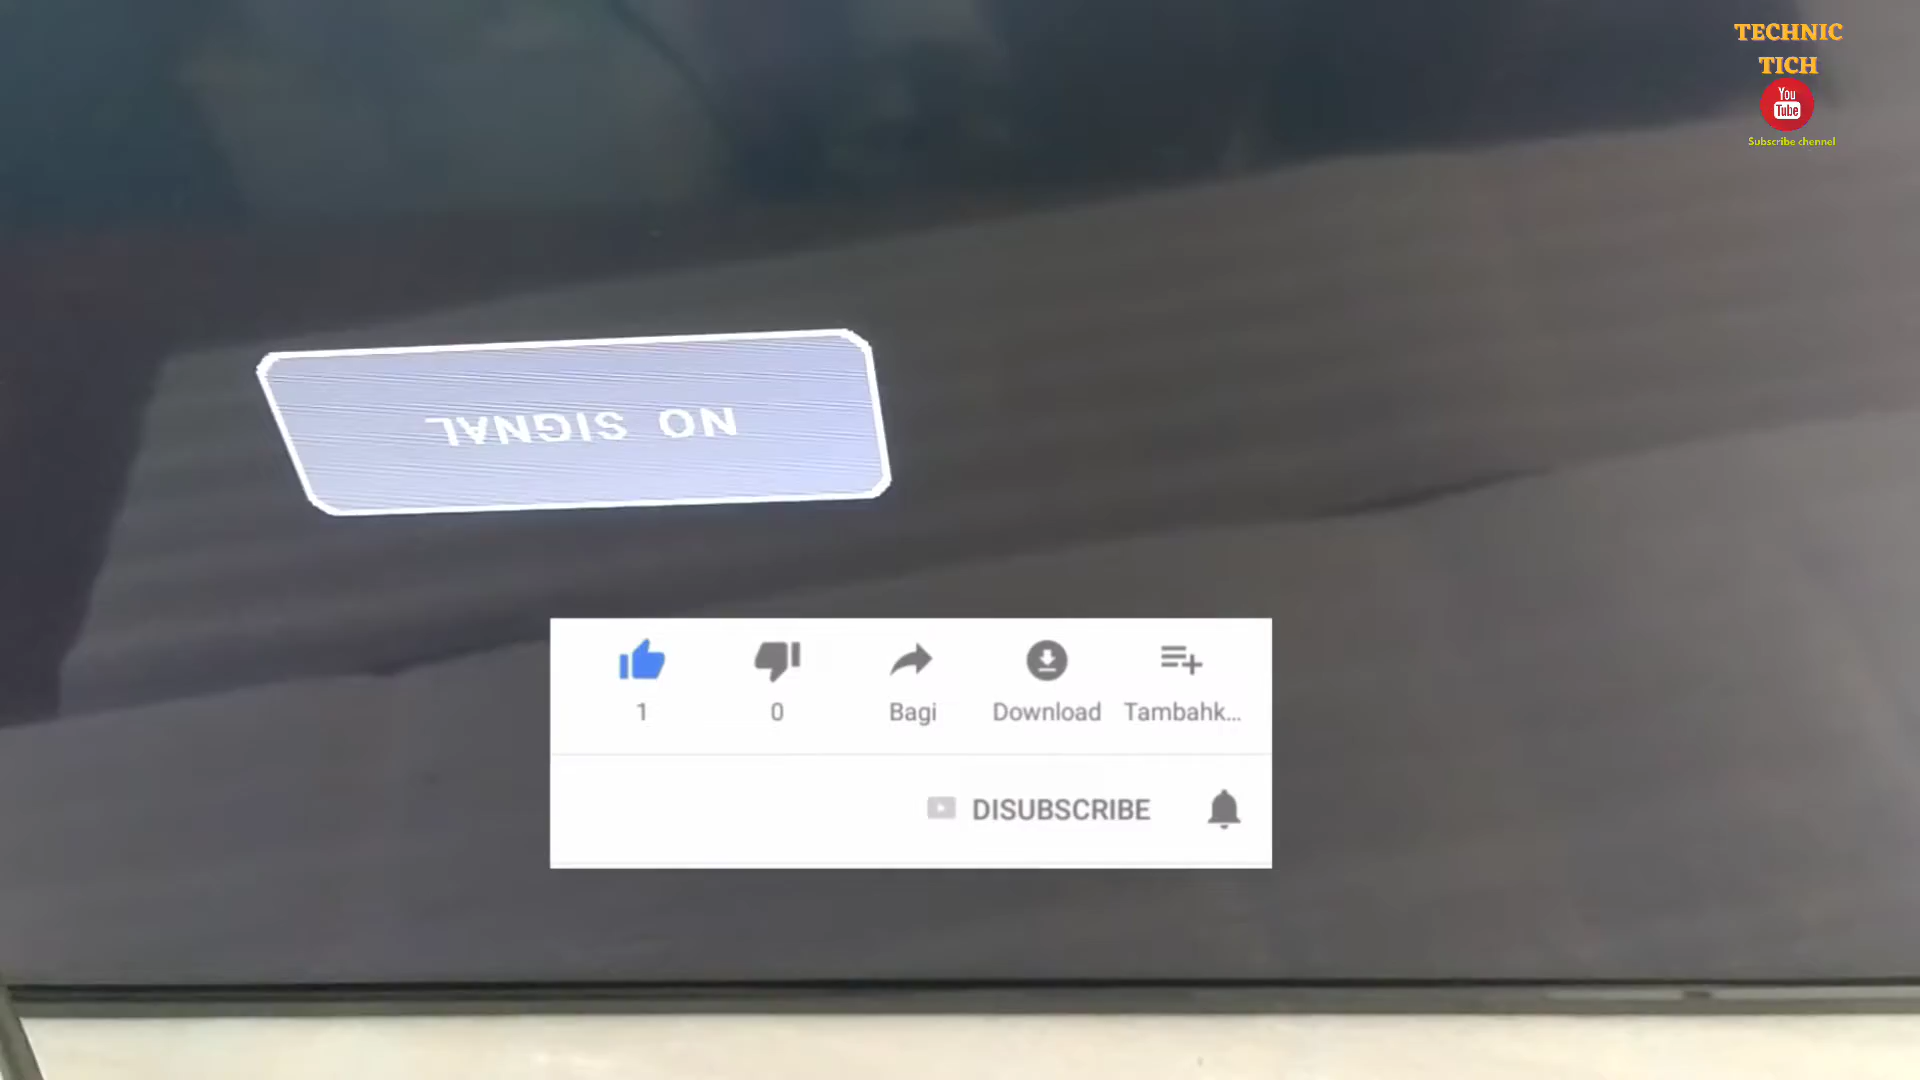 TECHNIC
TICH
You
Tube
Subscribe chennel
NO SIGNAL
1 0 Bagi Download Tambahk...
DISUBSCRIBE